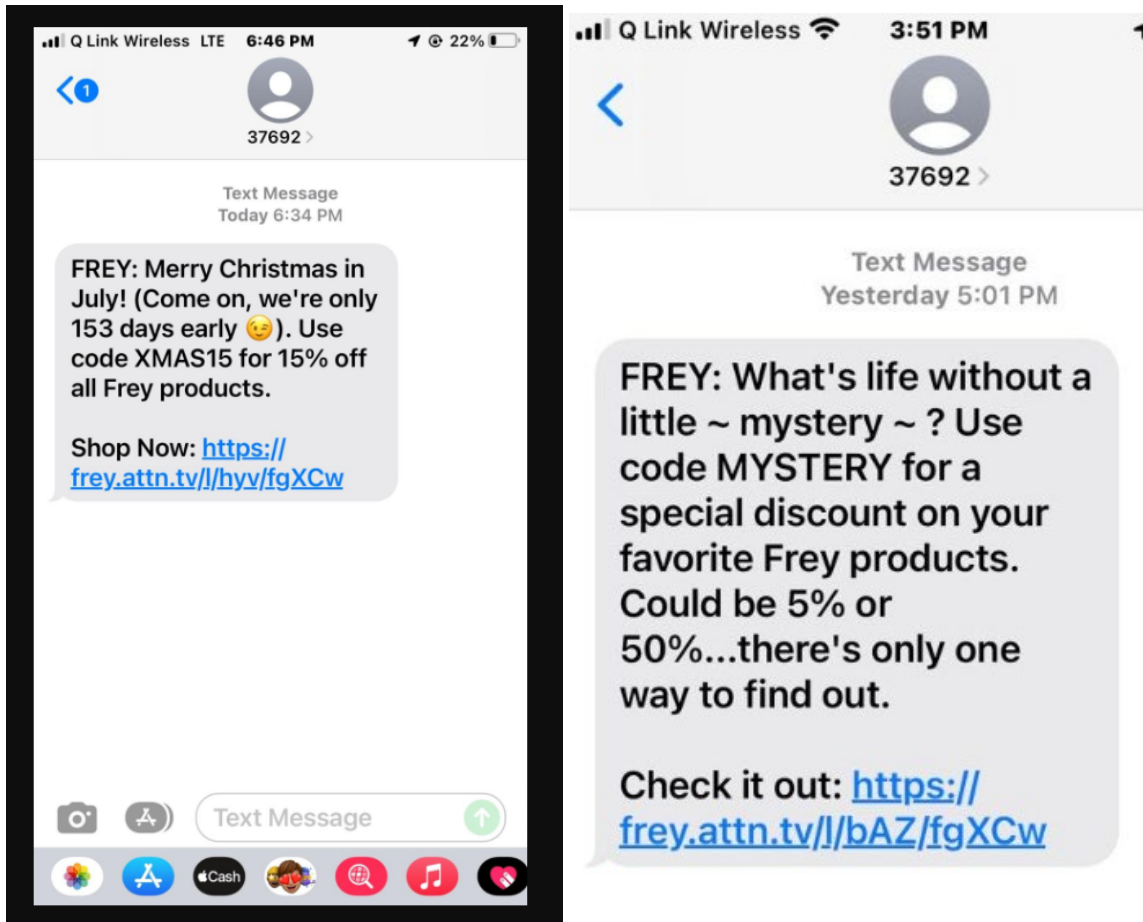 Q Link Wireless LTE 6:46 PM 22%
1
37692
Text Message
Today 6:34 PM
FREY: Merry Christmas in
July! (Come on, we're only
153 days early 😉). Use
code XMAS15 for 15% off
all Frey products.
Shop Now: https://
frey.attn.tv/l/hyv/fgXCw
Text Message
Cash
Q Link Wireless 3:51 PM
37692
Text Message
Yesterday 5:01 PM
FREY: What's life without a
little ~ mystery ~ ? Use
code MYSTERY for a
special discount on your
favorite Frey products.
Could be 5% or
50%...there's only one
way to find out.
Check it out: https://
frey.attn.tv/l/bAZ/fgXCw